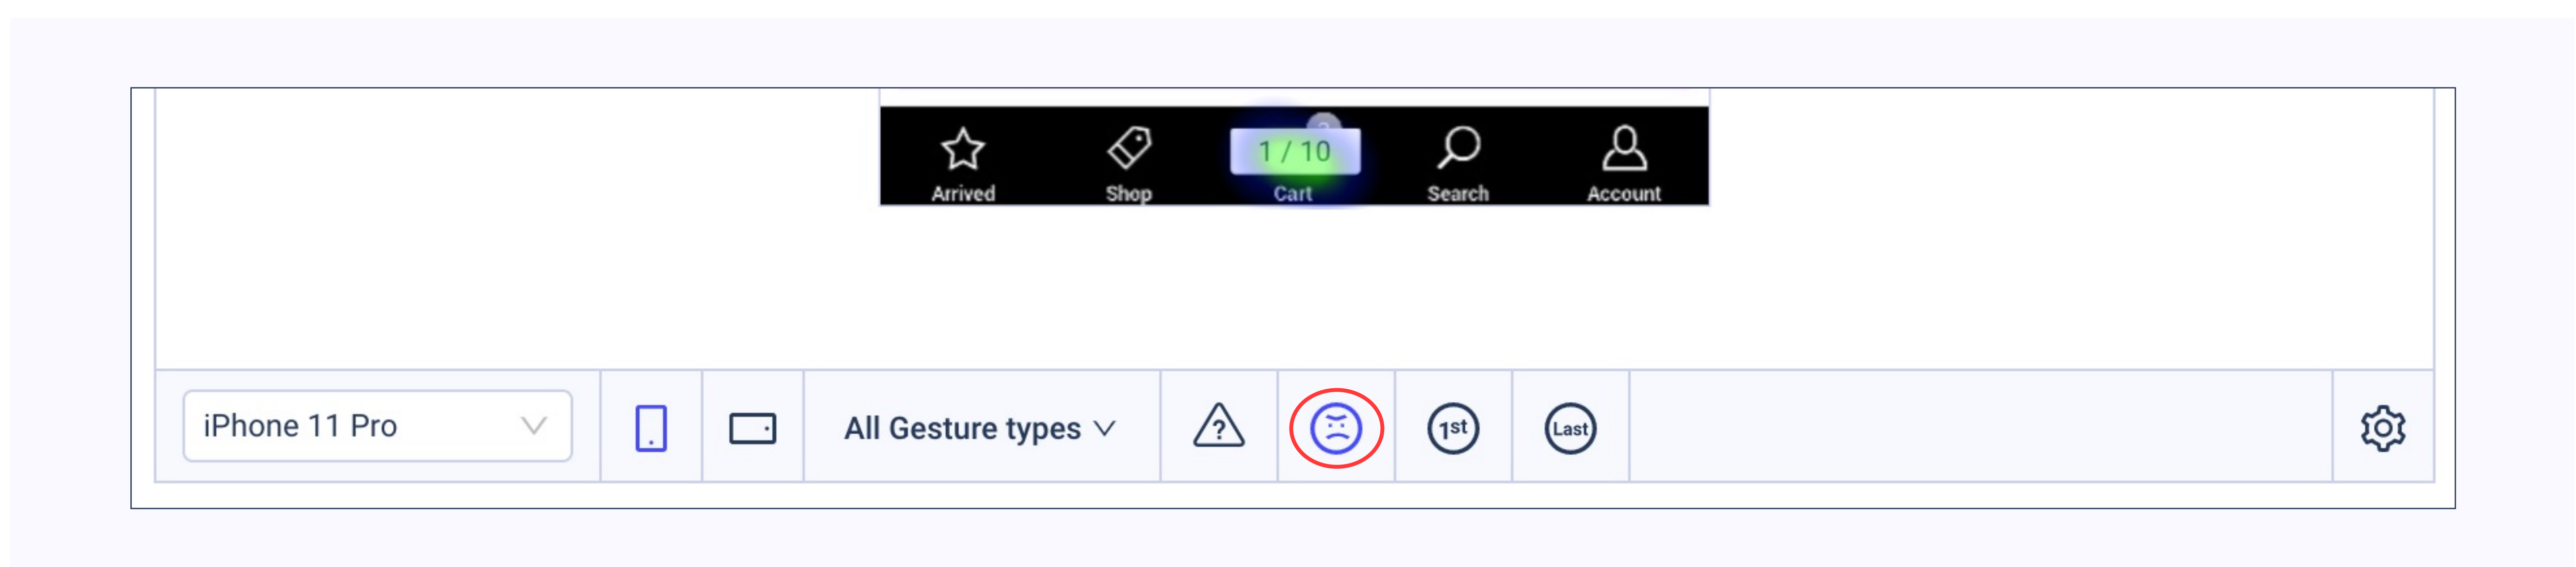 1 / 10
Arrived Shop Cart Search Account
iPhone 11 Pro All Gesture types ? 1st Last